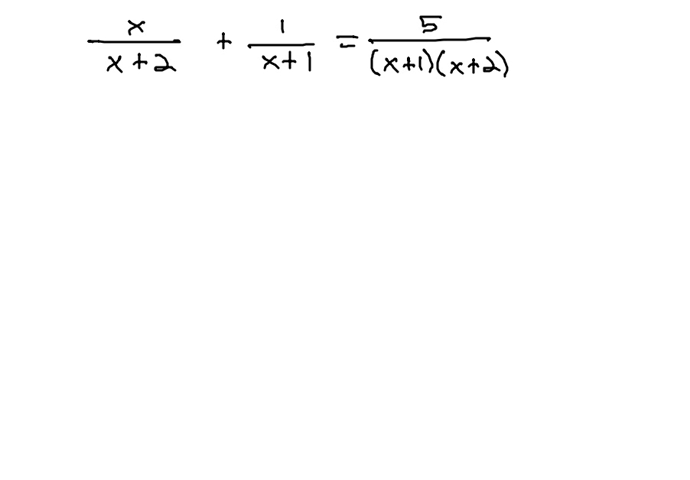 x/(x+2) + 1/(x+1) = 5/((x+1)(x+2))